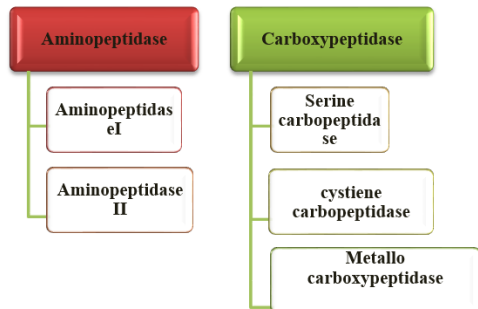 Aminopeptidase
Aminopeptidas
eI
Aminopeptidase
II
Carboxypeptidase
Serine
carbopeptida
se
cystiene
carbopeptidase
Metallo
carboxypeptidase